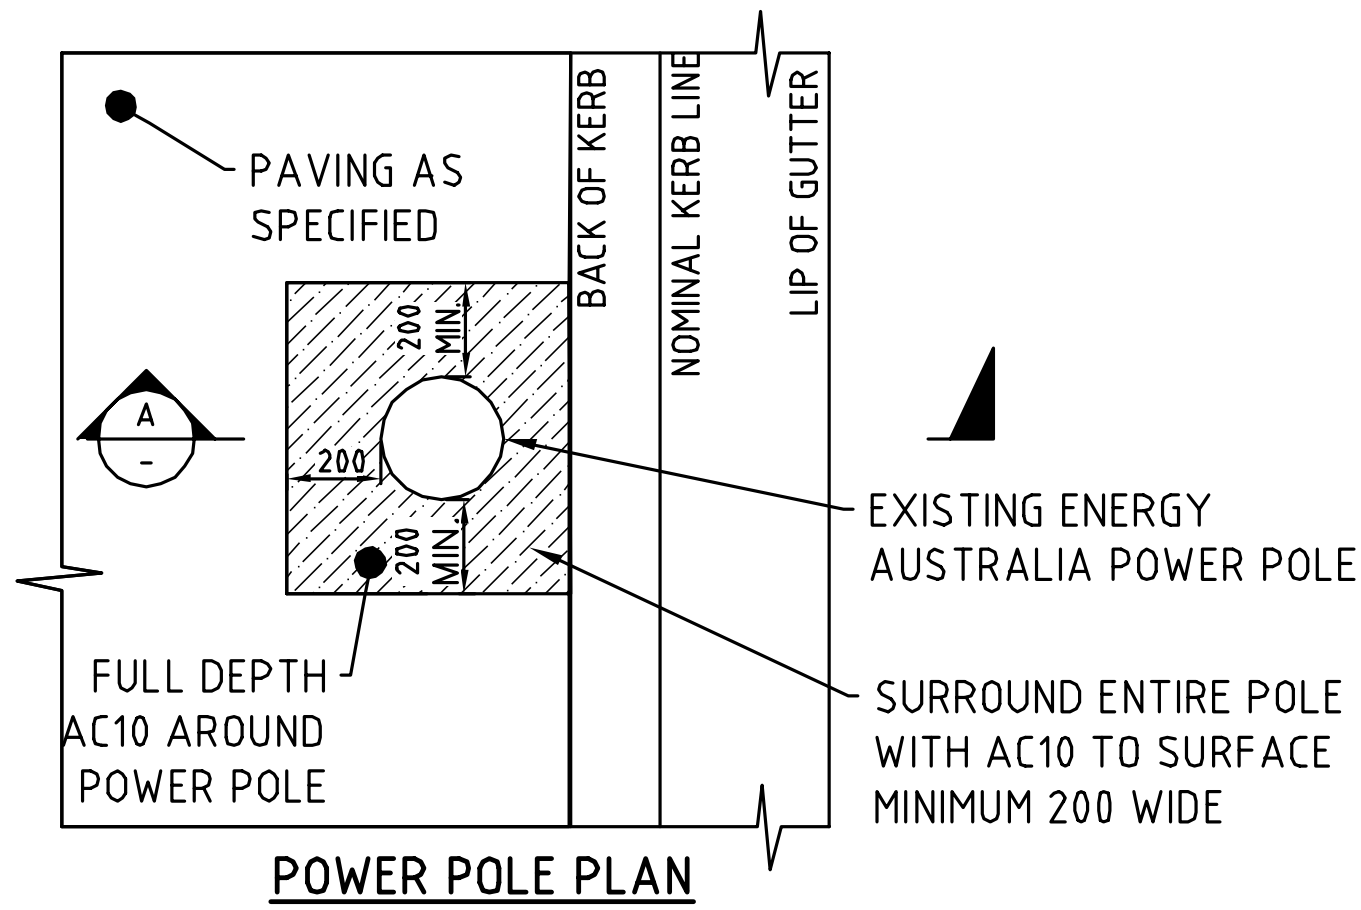 PAVING AS
SPECIFIED
BACK OF KERB
NOMINAL KERB LINE
LIP OF GUTTER
200
MIN.
A
-
200
200
MIN.
EXISTING ENERGY
AUSTRALIA POWER POLE
FULL DEPTH
AC10 AROUND
POWER POLE
SURROUND ENTIRE POLE
WITH AC10 TO SURFACE
MINIMUM 200 WIDE
POWER POLE PLAN